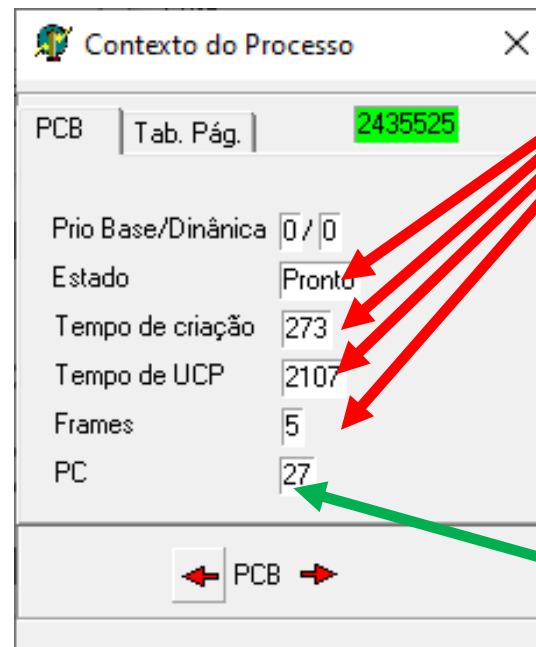 Contexto do Processo
PCB Tab. Pág. 2435525
Prio Base/Dinânica 0 / 0
Estado Pronto
Tempo de criação 273
Tempo de UCP 2107
Frames 5
PC 27
PCB